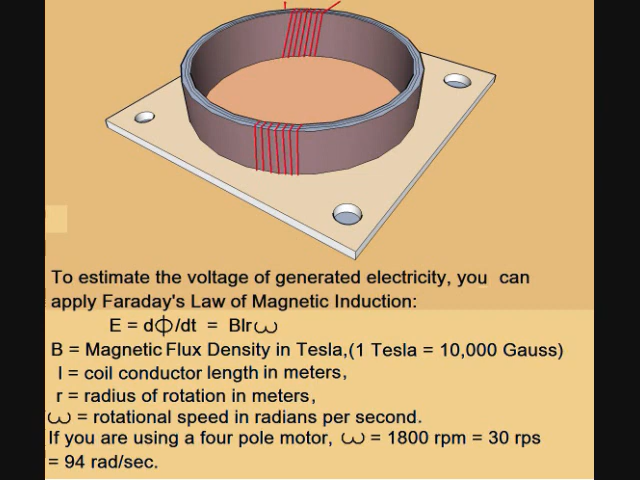 To estimate the voltage of generated electricity, you can
apply Faraday's Law of Magnetic Induction:
E = dϕ/dt = Blrω
B = Magnetic Flux Density in Tesla,(1 Tesla = 10,000 Gauss)
l = coil conductor length in meters,
r = radius of rotation in meters,
ω = rotational speed in radians per second.
If you are using a four pole motor, ω = 1800 rpm = 30 rps
= 94 rad/sec.